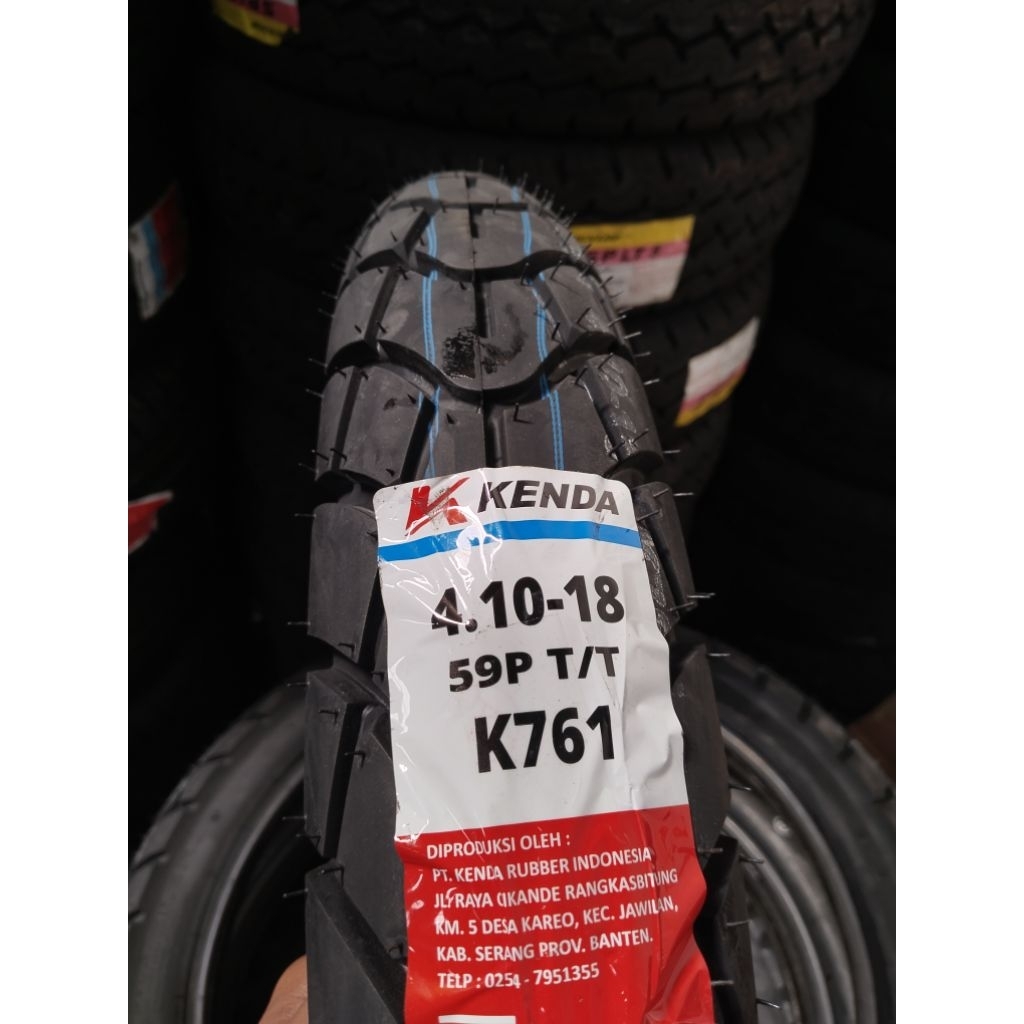 KENDA
4.10-18
59P T/T
K761
DIPRODUKSI OLEH :
PT. KENDA RUBBER INDONESIA
JL. RAYA CIKANDE RANGKASBITUNG
KM. 5 DESA KAREO, KEC. JAWILAN,
KAB. SERANG PROV. BANTEN.
TELP : 0254 - 7951355